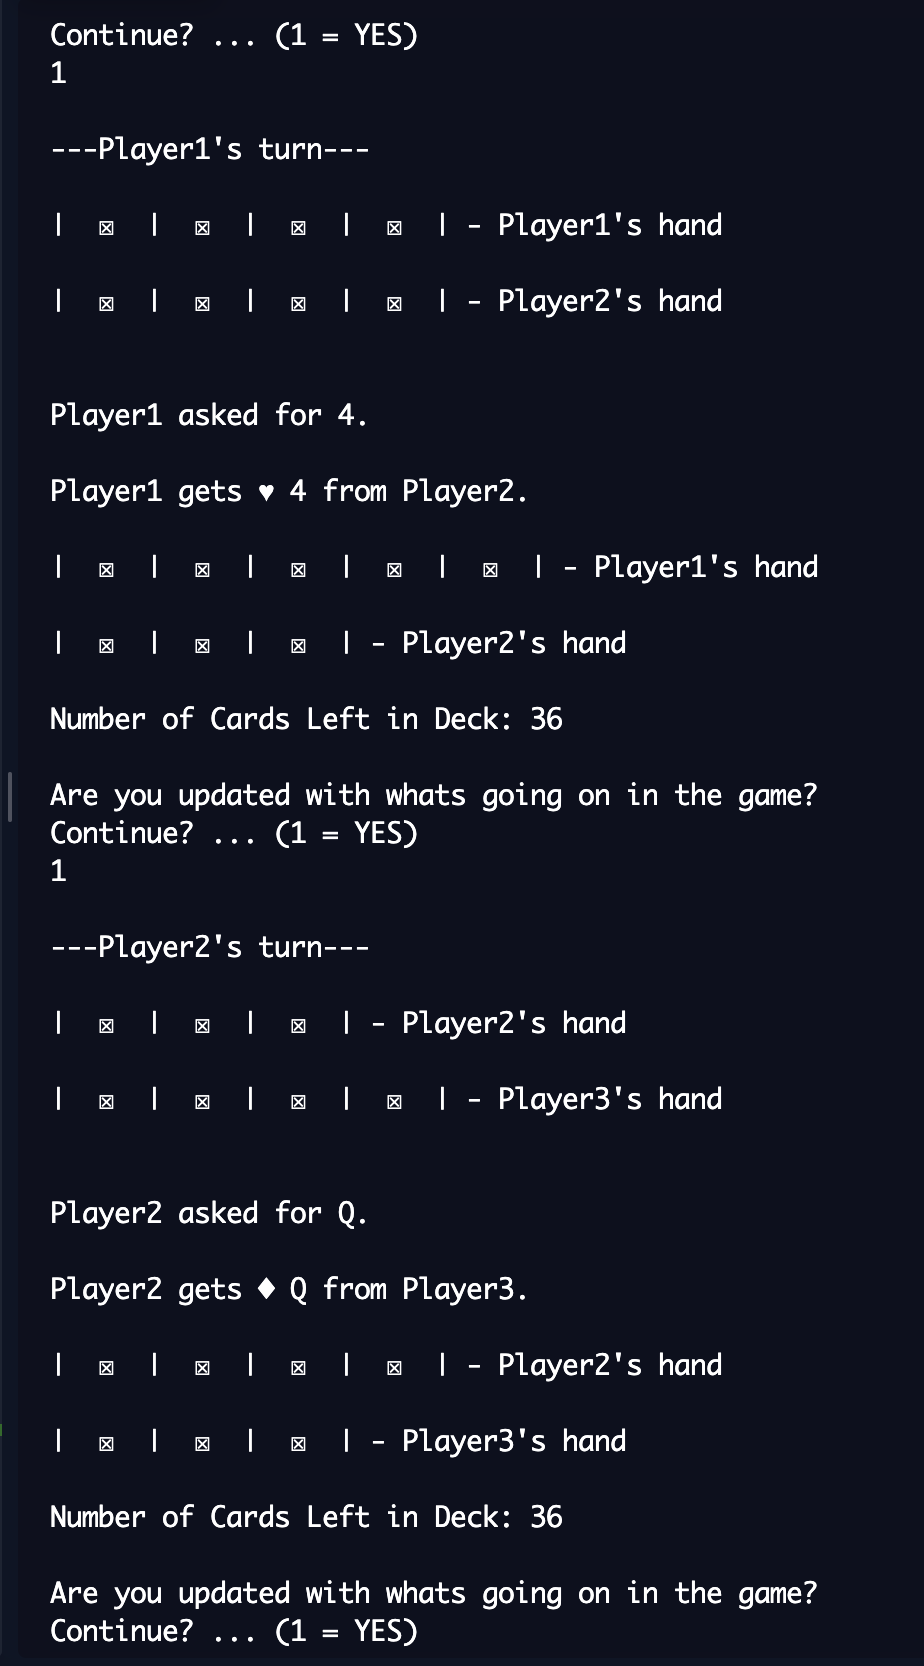 Continue? ... (1 = YES)
1
---Player1's turn---
| ☒ | ☒ | ☒ | ☒ | - Player1's hand
| ☒ | ☒ | ☒ | ☒ | - Player2's hand
Player1 asked for 4.
Player1 gets ♥ 4 from Player2.
| ☒ | ☒ | ☒ | ☒ | ☒ | - Player1's hand
| ☒ | ☒ | ☒ | - Player2's hand
Number of Cards Left in Deck: 36
Are you updated with whats going on in the game?
Continue? ... (1 = YES)
1
---Player2's turn---
| ☒ | ☒ | ☒ | - Player2's hand
| ☒ | ☒ | ☒ | ☒ | - Player3's hand
Player2 asked for Q.
Player2 gets ♦ Q from Player3.
| ☒ | ☒ | ☒ | ☒ | - Player2's hand
| ☒ | ☒ | ☒ | - Player3's hand
Number of Cards Left in Deck: 36
Are you updated with whats going on in the game?
Continue? ... (1 = YES)